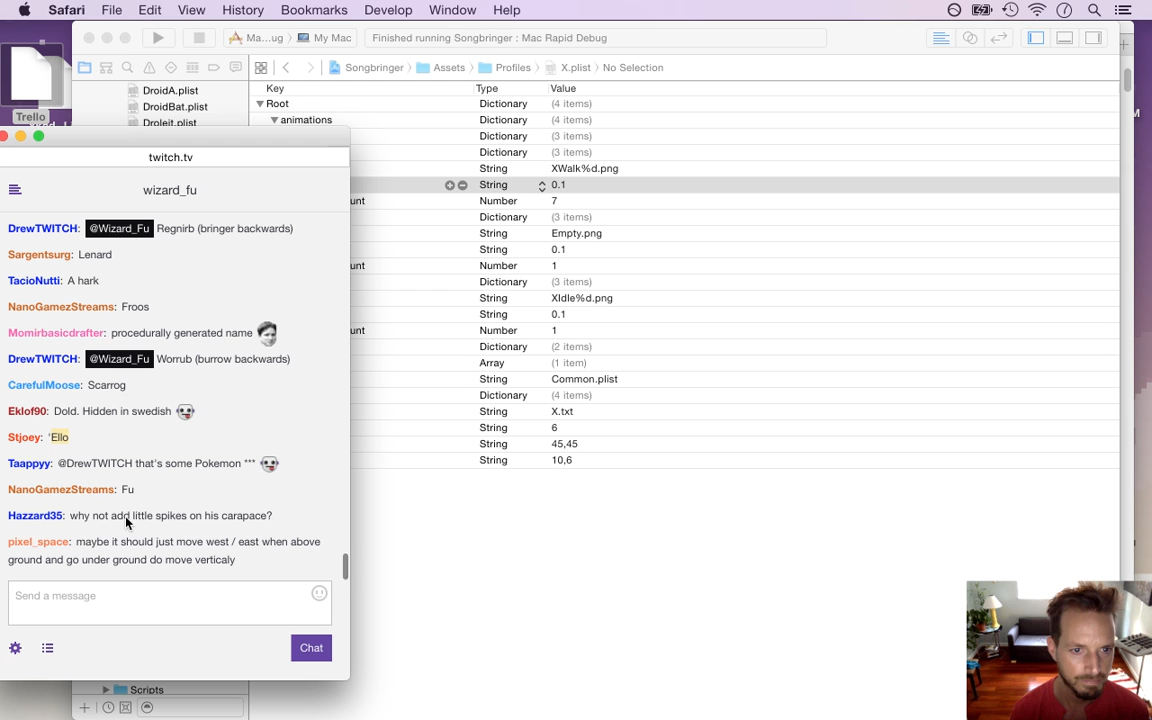 Safari File Edit View History Bookmarks Develop Window Help
Ma...ug My Mac Finished running Songbringer : Mac Rapid Debug
Songbringer Assets Profiles X.plist No Selection
Trello
DroidA.plist
DroidBat.plist
Droleit.plist
Key Type Value
Root Dictionary (4 items)
animations Dictionary (4 items)
Dictionary (3 items)
Dictionary (3 items)
String XWalk%d.png
String 0.1
unt Number 7
Dictionary (3 items)
String Empty.png
String 0.1
unt Number 1
Dictionary (3 items)
String XIdle%d.png
String 0.1
unt Number 1
Dictionary (2 items)
Array (1 item)
String Common.plist
Dictionary (4 items)
String X.txt
String 6
String 45,45
String 10,6
twitch.tv
wizard_fu
DrewTWITCH: @Wizard_Fu Regnirb (bringer backwards)
Sargentsurg: Lenard
TacioNutti: A hark
NanoGamezStreams: Froos
Momirbasicdrafter: procedurally generated name
DrewTWITCH: @Wizard_Fu Worrub (burrow backwards)
CarefulMoose: Scarrog
Eklof90: Dold. Hidden in swedish
Stjoey: 'Ello
Taappyy: @DrewTWITCH that's some Pokemon ***
NanoGamezStreams: Fu
Hazzard35: why not add little spikes on his carapace?
pixel_space: maybe it should just move west / east when above
ground and go under ground do move verticaly
Send a message
Chat
Scripts